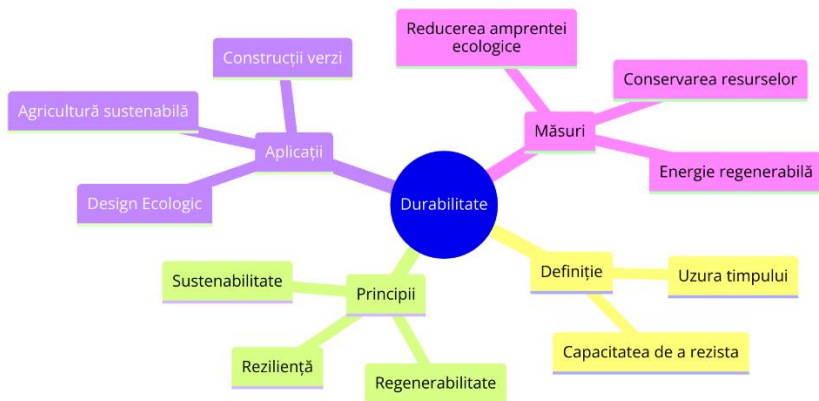 Reducerea amprentei
ecologice
Construcții verzi
Conservarea resurselor
Agricultură sustenabilă
Măsuri
Aplicații
Energie regenerabilă
Design Ecologic
Durabilitate
Definiție
Uzura timpului
Sustenabilitate
Principii
Capacitatea de a rezista
Reziliență
Regenerabilitate